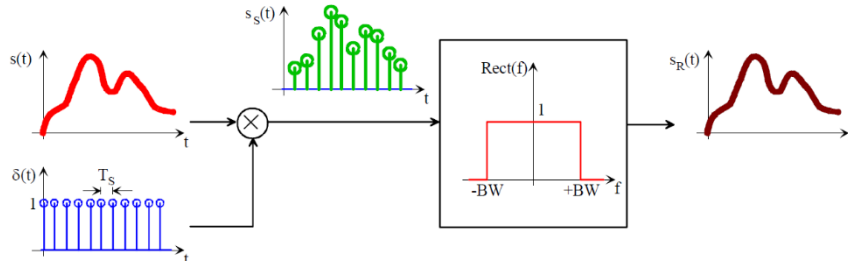 s(t)
t
δ(t)
T_S
1
t
s_S(t)
t
Rect(f)
1
-BW
+BW
f
s_R(t)